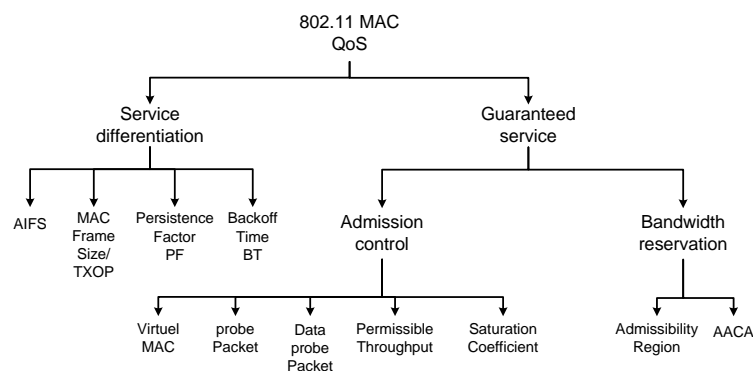 802.11 MAC
QoS
Service
differentiation
Guaranteed
service
AIFS
MAC
Frame
Size/
TXOP
Persistence
Factor
PF
Backoff
Time
BT
Admission
control
Bandwidth
reservation
Virtuel
MAC
probe
Packet
Data
probe
Packet
Permissible
Throughput
Saturation
Coefficient
Admissibility
Region
AACA